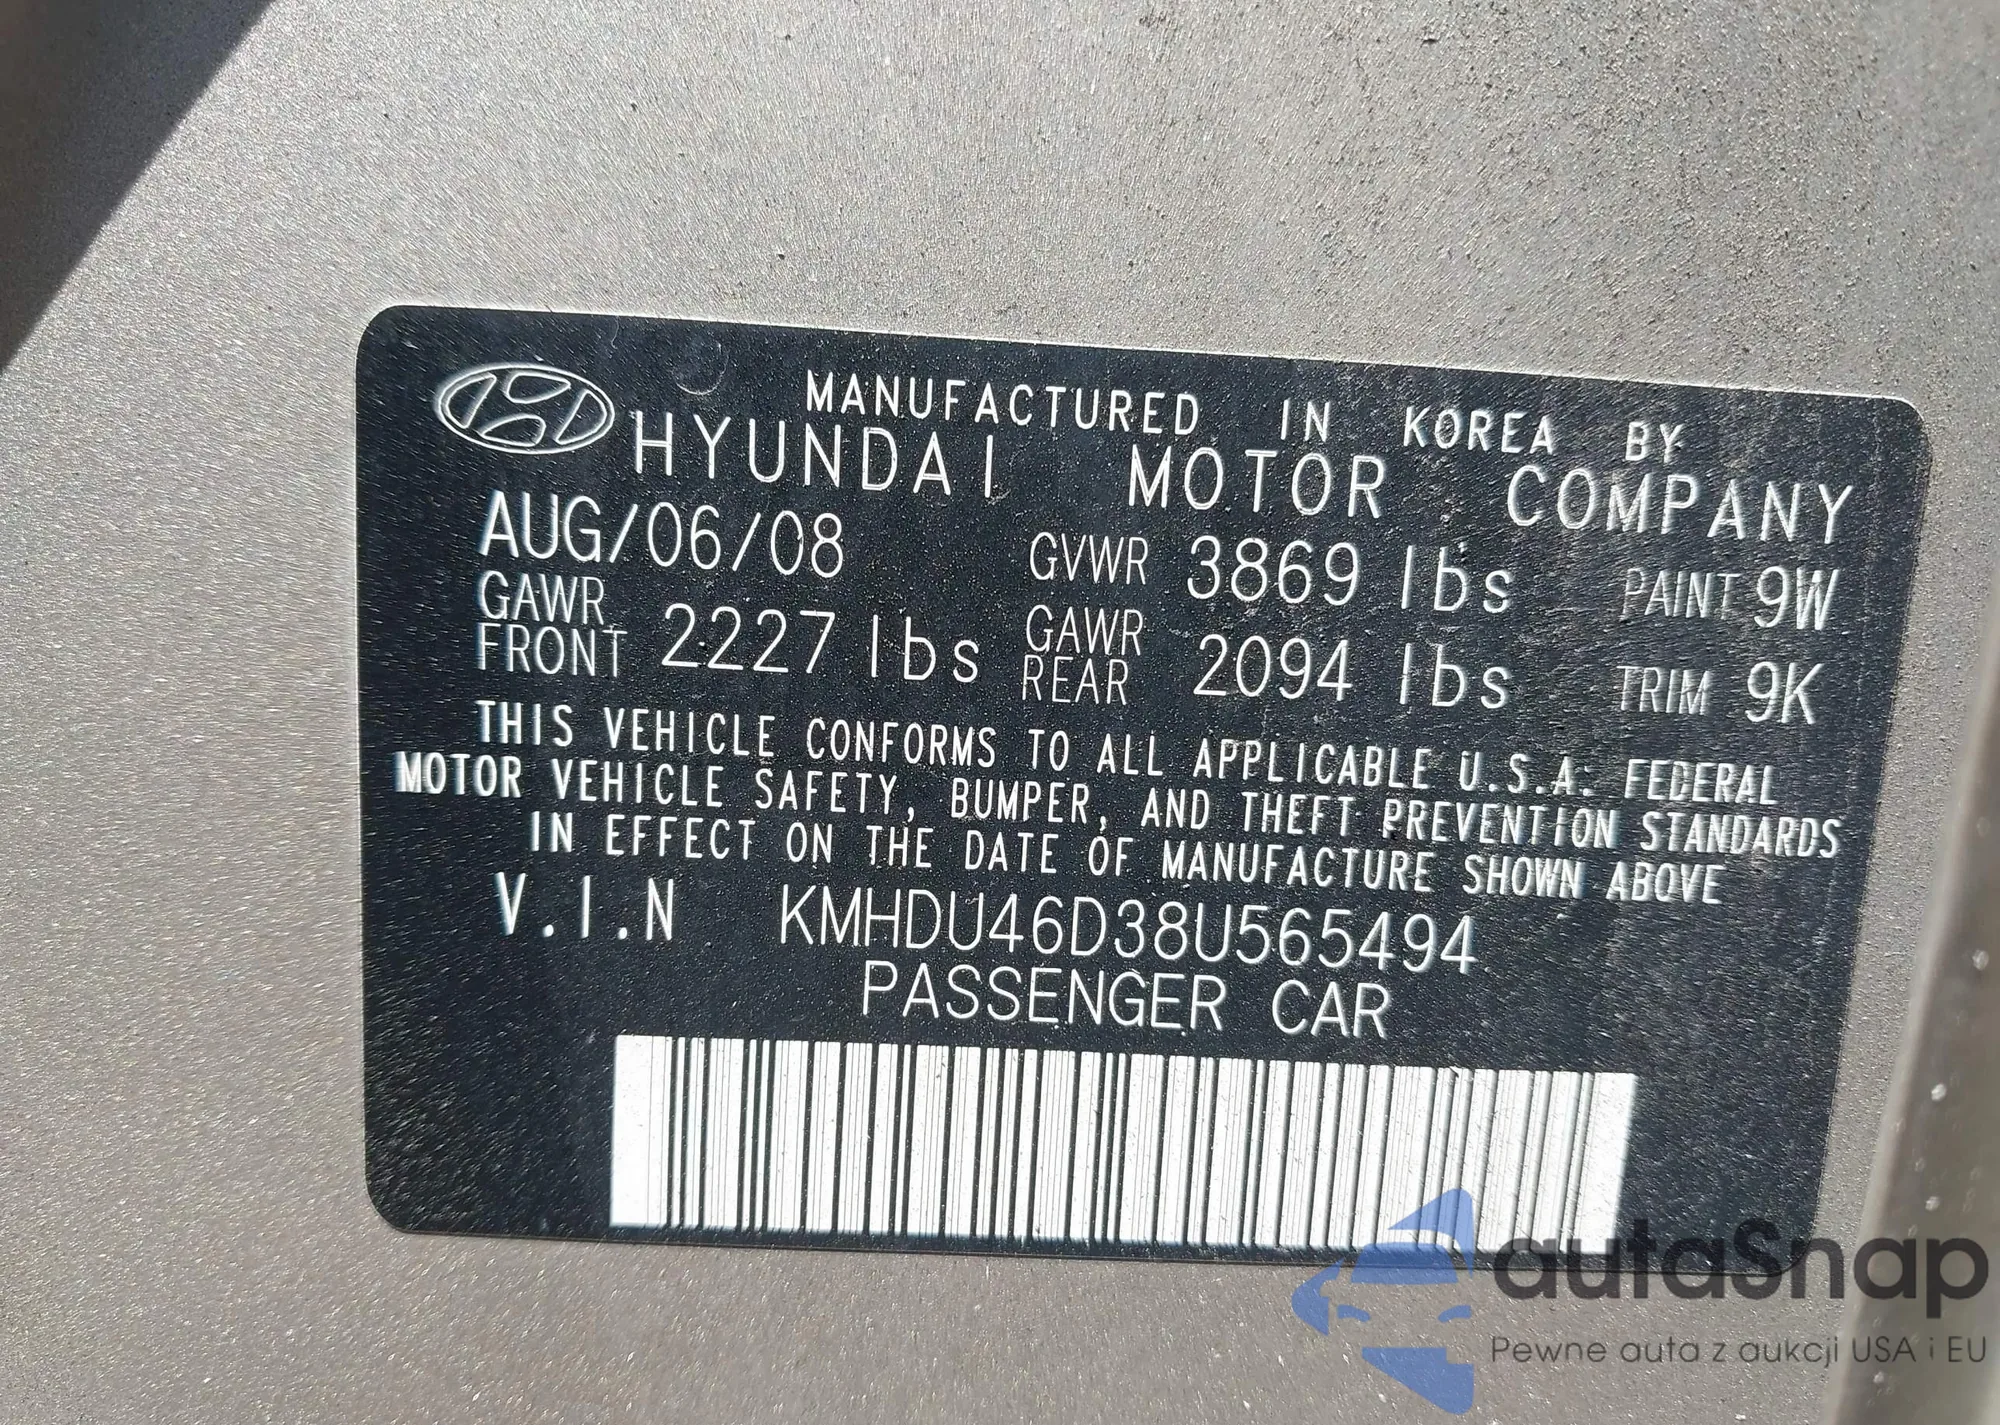 MANUFACTURED IN KOREA BY
HYUNDAI MOTOR COMPANY
AUG/06/08 GVWR 3869 lbs PAINT 9W
GAWR FRONT 2227 lbs GAWR REAR 2094 lbs TRIM 9K
THIS VEHICLE CONFORMS TO ALL APPLICABLE U.S.A. FEDERAL
MOTOR VEHICLE SAFETY, BUMPER, AND THEFT PREVENTION STANDARDS
IN EFFECT ON THE DATE OF MANUFACTURE SHOWN ABOVE
V.I.N KMHDU46D38U565494
PASSENGER CAR
autaSnap
Pewne auta z aukcji USA i EU